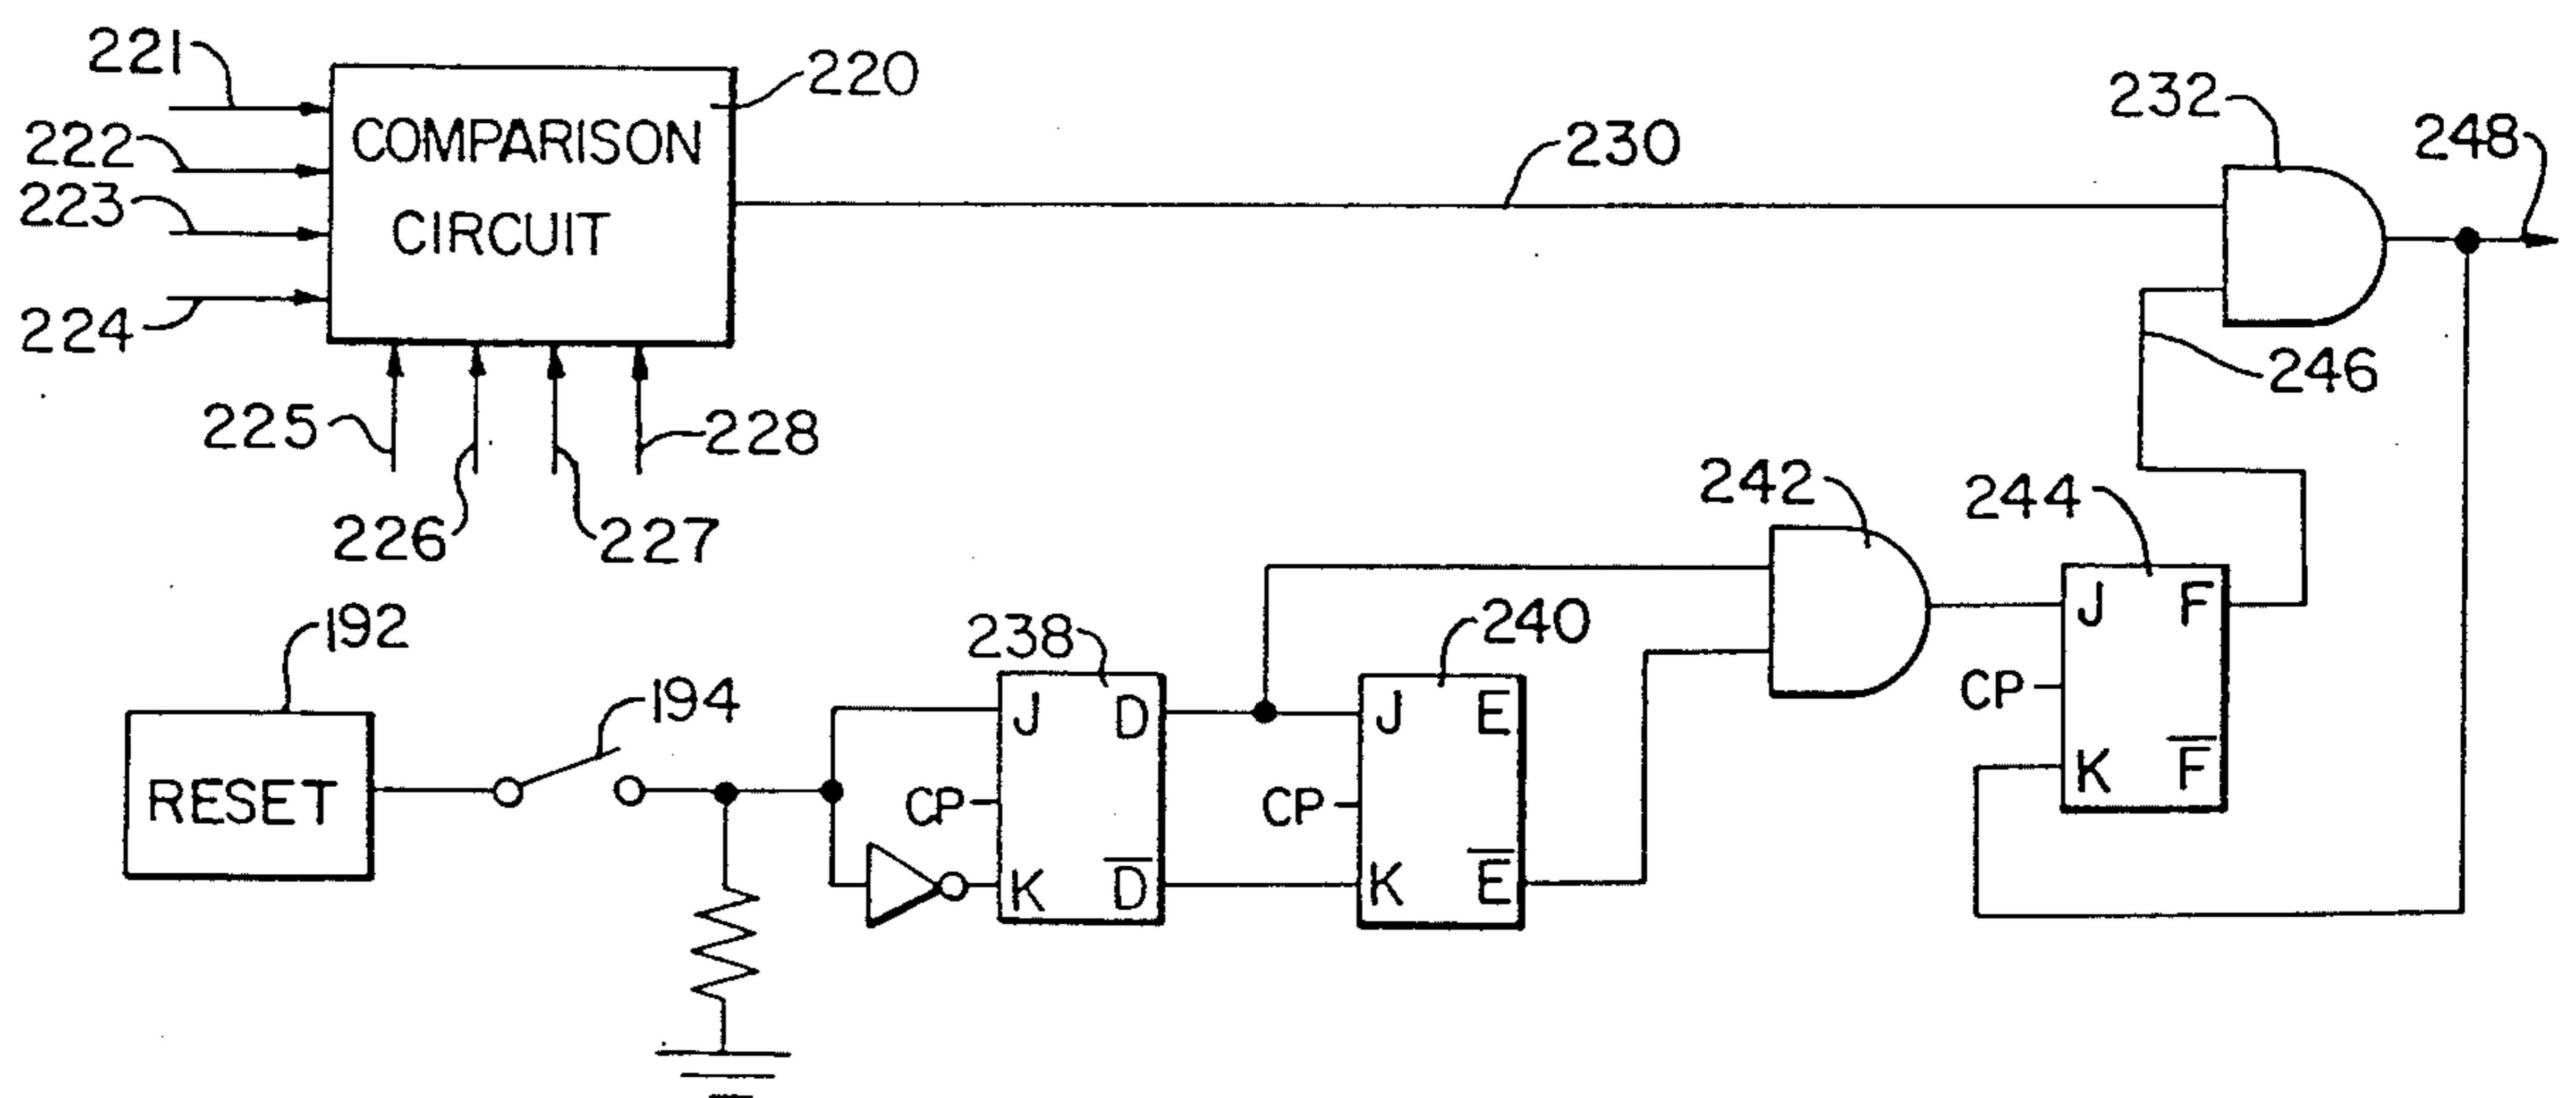 221
222
223
224
COMPARISON
CIRCUIT
220
225
226
227
228
230
232
248
246
192
RESET
194
238
J D
CP
K D̅
240
J E
CP
K E̅
242
244
J F
CP
K F̅